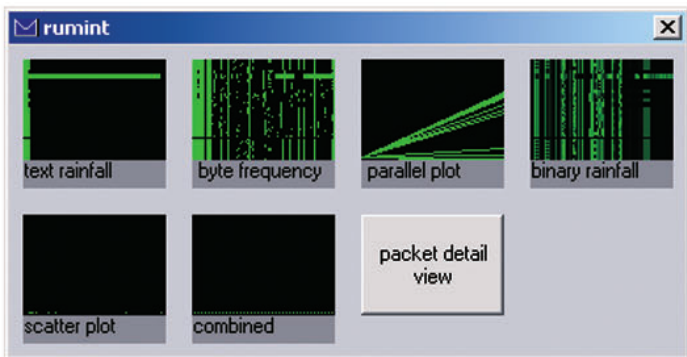 rumint
text rainfall
byte frequency
parallel plot
binary rainfall
scatter plot
combined
packet detail
view